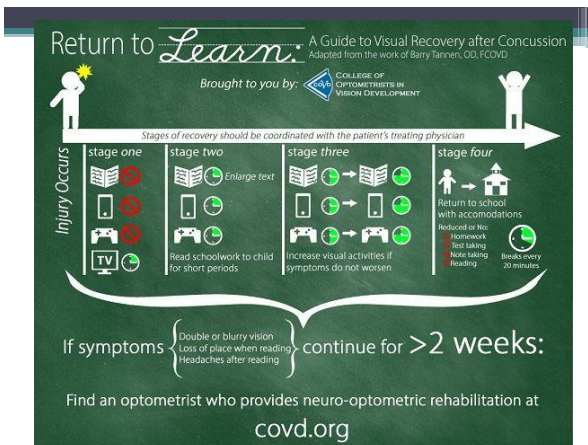 Return to Learn: A Guide to Visual Recovery after Concussion
Adapted from the work of Barry Tannen, OD, FCOVD
Brought to you by: COVD COLLEGE OF
OPTOMETRISTS IN
VISION DEVELOPMENT
Stages of recovery should be coordinated with the patient's treating physician
Injury Occurs
stage one
TV
stage two
Enlarge text
Read schoolwork to child
for short periods
stage three
Increase visual activities if
symptoms do not worsen
stage four
Return to school
with accomodations
Reduced or No:
Homework
Test taking
Note taking
Reading
Breaks every
20 minutes
If symptoms { Double or blurry vision
Loss of place when reading
Headaches after reading } continue for >2 weeks:
Find an optometrist who provides neuro-optometric rehabilitation at
covd.org